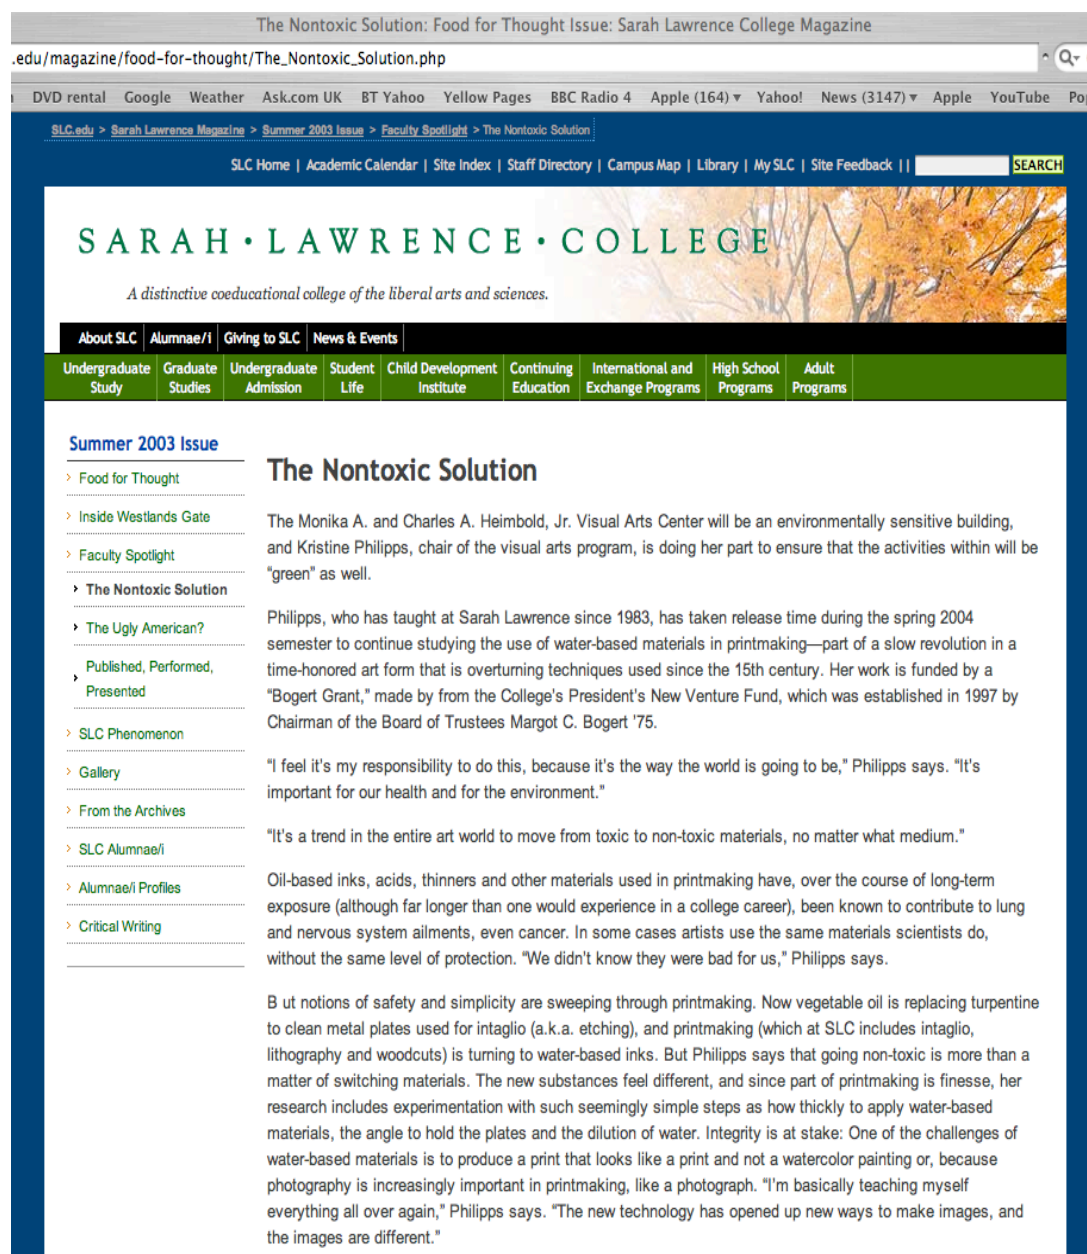 The Nontoxic Solution: Food for Thought Issue: Sarah Lawrence College Magazine
.edu/magazine/food-for-thought/The_Nontoxic_Solution.php
DVD rental Google Weather Ask.com UK BT Yahoo Yellow Pages BBC Radio 4 Apple (164) Yahoo! News (3147) Apple YouTube
SLC.edu > Sarah Lawrence Magazine > Summer 2003 Issue > Faculty Spotlight > The Nontoxic Solution
SLC Home | Academic Calendar | Site Index | Staff Directory | Campus Map | Library | My SLC | Site Feedback | | SEARCH
SARAH · LAWRENCE · COLLEGE
A distinctive coeducational college of the liberal arts and sciences.
About SLC Alumnae/i Giving to SLC News & Events
Undergraduate Study Graduate Studies Undergraduate Admission Student Life Child Development Institute Continuing Education International and Exchange Programs High School Programs Adult Programs
Summer 2003 Issue
Food for Thought
Inside Westlands Gate
Faculty Spotlight
The Nontoxic Solution
The Ugly American?
Published, Performed,
Presented
SLC Phenomenon
Gallery
From the Archives
SLC Alumnae/i
Alumnae/i Profiles
Critical Writing
The Nontoxic Solution
The Monika A. and Charles A. Heimbold, Jr. Visual Arts Center will be an environmentally sensitive building,
and Kristine Philipps, chair of the visual arts program, is doing her part to ensure that the activities within will be
“green” as well.
Philipps, who has taught at Sarah Lawrence since 1983, has taken release time during the spring 2004
semester to continue studying the use of water-based materials in printmaking—part of a slow revolution in a
time-honored art form that is overturning techniques used since the 15th century. Her work is funded by a
“Bogert Grant,” made by from the College’s President’s New Venture Fund, which was established in 1997 by
Chairman of the Board of Trustees Margot C. Bogert ’75.
“I feel it’s my responsibility to do this, because it’s the way the world is going to be,” Philipps says. “It’s
important for our health and for the environment.”
“It’s a trend in the entire art world to move from toxic to non-toxic materials, no matter what medium.”
Oil-based inks, acids, thinners and other materials used in printmaking have, over the course of long-term
exposure (although far longer than one would experience in a college career), been known to contribute to lung
and nervous system ailments, even cancer. In some cases artists use the same materials scientists do,
without the same level of protection. “We didn’t know they were bad for us,” Philipps says.
B ut notions of safety and simplicity are sweeping through printmaking. Now vegetable oil is replacing turpentine
to clean metal plates used for intaglio (a.k.a. etching), and printmaking (which at SLC includes intaglio,
lithography and woodcuts) is turning to water-based inks. But Philipps says that going non-toxic is more than a
matter of switching materials. The new substances feel different, and since part of printmaking is finesse, her
research includes experimentation with such seemingly simple steps as how thickly to apply water-based
materials, the angle to hold the plates and the dilution of water. Integrity is at stake: One of the challenges of
water-based materials is to produce a print that looks like a print and not a watercolor painting or, because
photography is increasingly important in printmaking, like a photograph. “I’m basically teaching myself
everything all over again,” Philipps says. “The new technology has opened up new ways to make images, and
the images are different.”